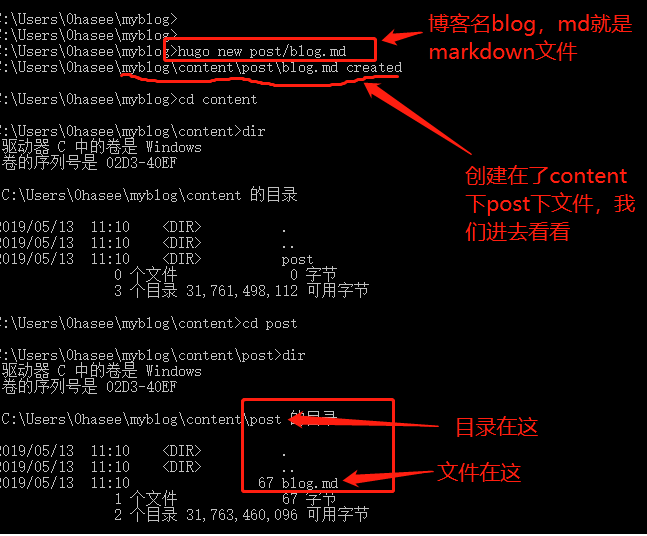 :\Users\0hasee\myblog>
:\Users\0hasee\myblog>
:\Users\0hasee\myblog>hugo new post/blog.md
:\Users\0hasee\myblog\content\post\blog.md created
博客名blog，md就是
markdown文件
:\Users\0hasee\myblog>cd content
:\Users\0hasee\myblog\content>dir
驱动器 C 中的卷是 Windows
卷的序列号是 02D3-40EF
创建在了content
下post下文件，我
们进去看看
C:\Users\0hasee\myblog\content 的目录
2019/05/13 11:10 <DIR> .
2019/05/13 11:10 <DIR> ..
2019/05/13 11:10 <DIR> post
0 个文件 0 字节
3 个目录 31,761,498,112 可用字节
:\Users\0hasee\myblog\content>cd post
:\Users\0hasee\myblog\content\post>dir
驱动器 C 中的卷是 Windows
卷的序列号是 02D3-40EF
C:\Users\0hasee\myblog\content\post 的目录
目录在这
2019/05/13 11:10 <DIR> .
2019/05/13 11:10 <DIR> ..
2019/05/13 11:10 67 blog.md
文件在这
1 个文件 67 字节
2 个目录 31,763,460,096 可用字节